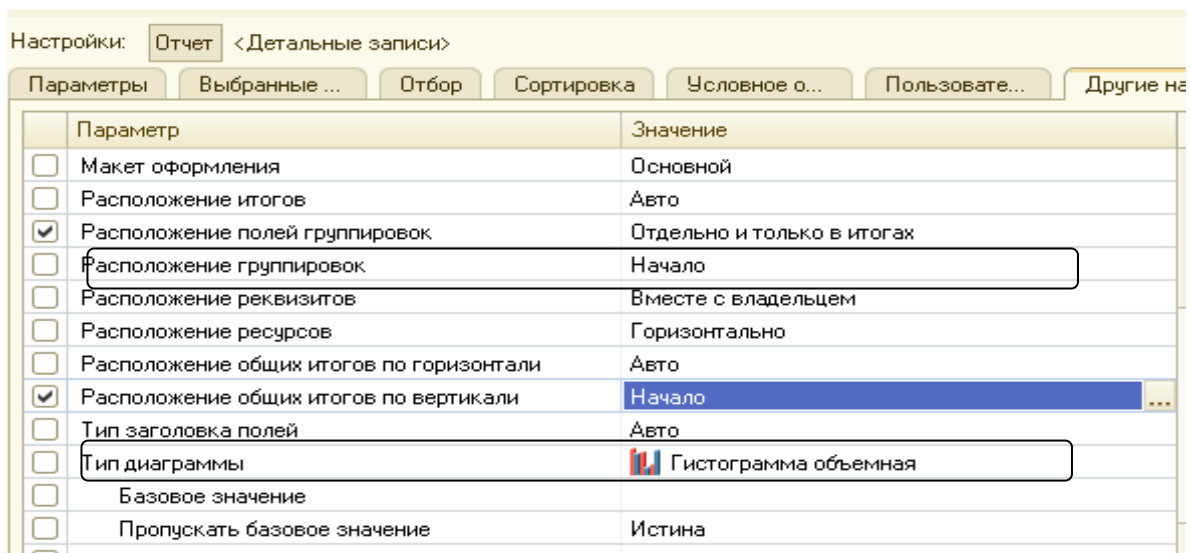 Настройки: Отчет <Детальные записи>
Параметры Выбранные ... Отбор Сортировка Условное о... Пользовате... Другие на
Параметр Значение
Макет оформления Основной
Расположение итогов Авто
Расположение полей группировок Отдельно и только в итогах
Расположение группировок Начало
Расположение реквизитов Вместе с владельцем
Расположение ресурсов Горизонтально
Расположение общих итогов по горизонтали Авто
Расположение общих итогов по вертикали Начало ...
Тип заголовка полей Авто
Тип диаграммы Гистограмма объемная
Базовое значение
Пропускать базовое значение Истина